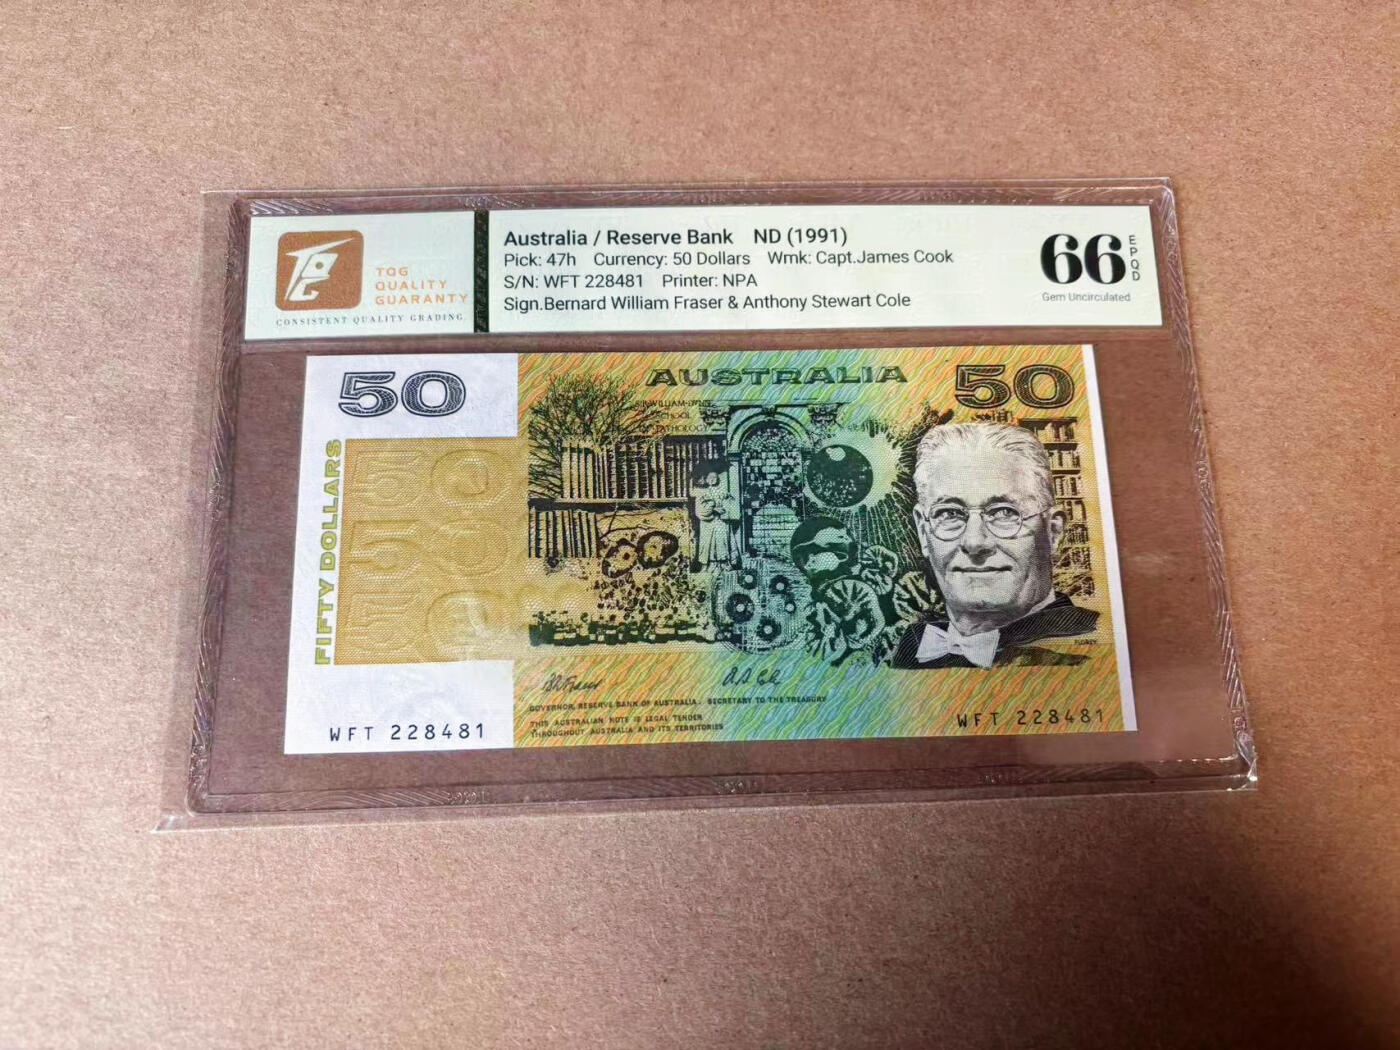 TQG
QUALITY
GUARANTY
CONSISTENT QUALITY GRADING
Australia / Reserve Bank ND (1991)
Pick: 47h Currency: 50 Dollars Wmk: Capt.James Cook
S/N: WFT 228481 Printer: NPA
Sign.Bernard William Fraser & Anthony Stewart Cole
66
EPQD
Gem Uncirculated
50
AUSTRALIA
50
SCHOOL
PATHOLOGY
FIFTY DOLLARS
GOVERNOR, RESERVE BANK OF AUSTRALIA. SECRETARY TO THE TREASURY
THIS AUSTRALIAN NOTE IS LEGAL TENDER
THROUGHOUT AUSTRALIA AND ITS TERRITORIES
WFT 228481
WFT 228481